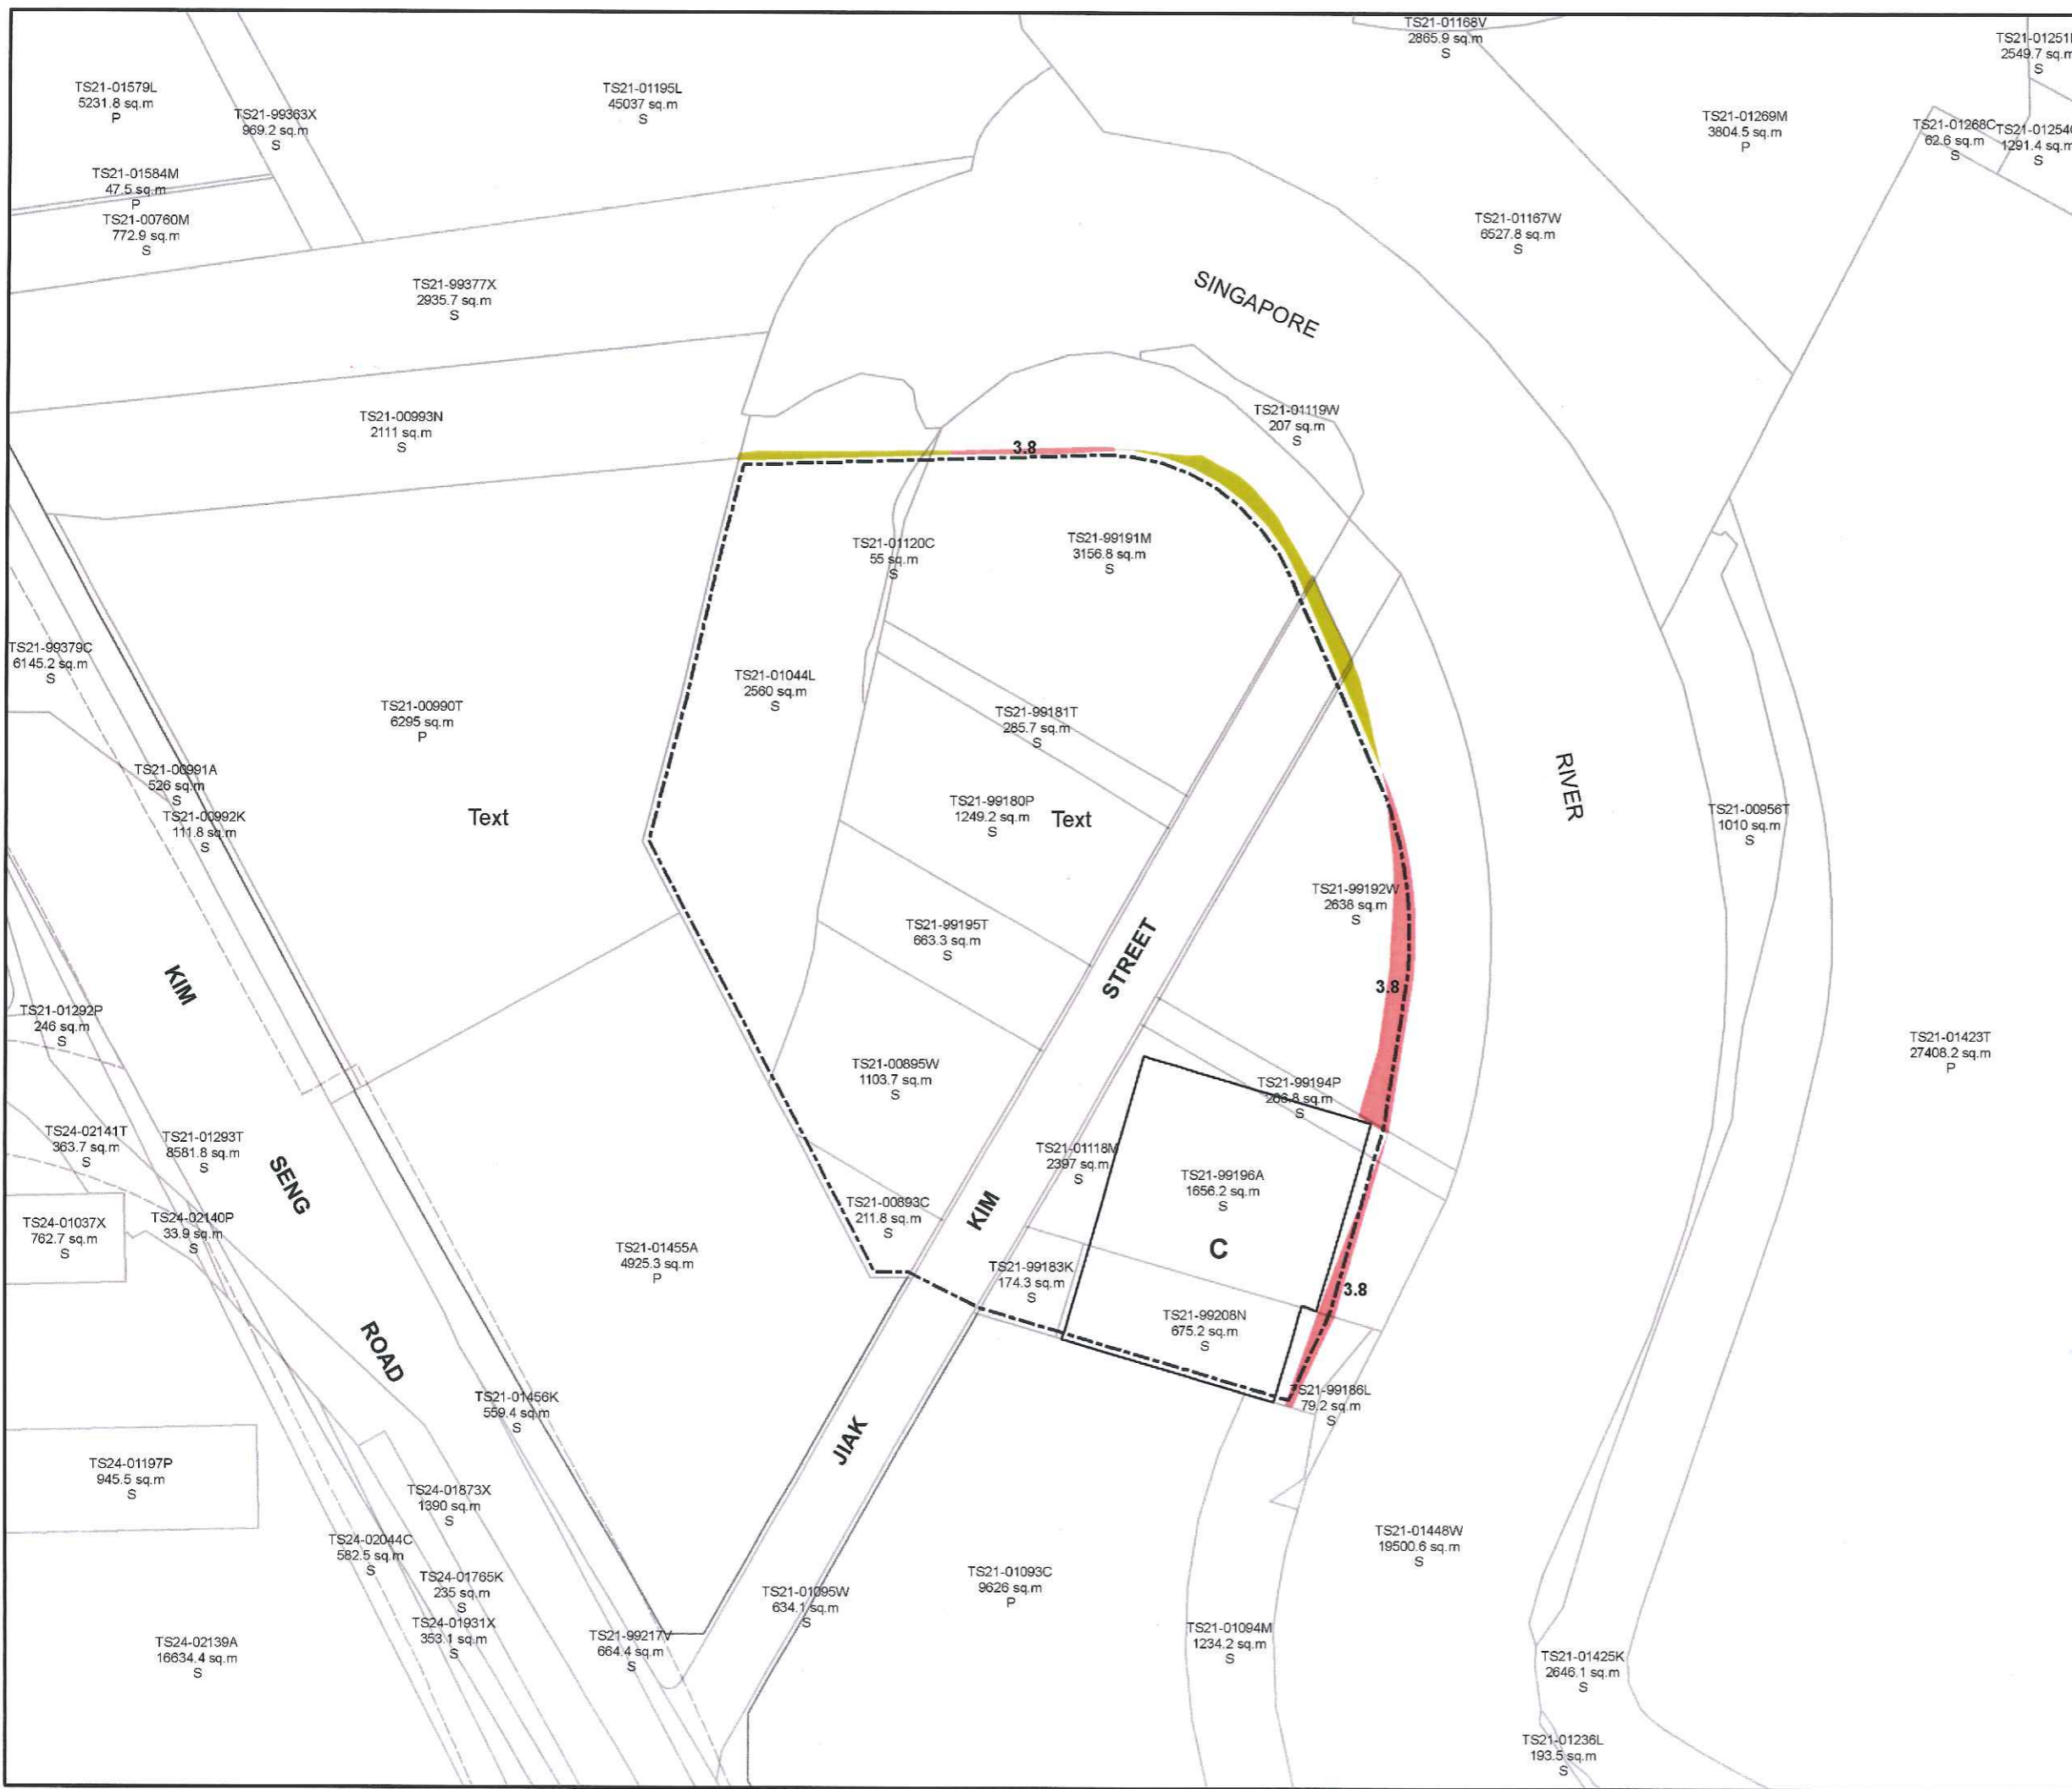 TS21-01168V
2865.9 sq.m
S
2549.7 sq.m
S
TS21-01579L
5231.8 sq.m
P
TS21-99363X
969.2 sq.m
S
TS21-01195L
45037 sq.m
S
TS21-01269M
3804.5 sq.m
P
TS21-01268C
62.6 sq.m
S
1291.4 sq.m
S
TS21-01584M
47.5 sq.m
P
TS21-00760M
772.9 sq.m
S
TS21-01167W
6527.8 sq.m
S
TS21-99377X
2935.7 sq.m
S
SINGAPORE
TS21-00993N
2111 sq.m
S
TS21-01119W
207 sq.m
S
3.8
TS21-01120C
55 sq.m
S
TS21-99191M
3156.8 sq.m
S
TS21-99379C
6145.2 sq.m
S
TS21-00990T
6295 sq.m
P
TS21-01044L
2560 sq.m
S
TS21-99181T
285.7 sq.m
S
TS21-00991A
526 sq.m
S
TS21-00992K
111.8 sq.m
S
Text
TS21-99180P
1249.2 sq.m
S
Text
RIVER
TS21-00956T
1010 sq.m
S
TS21-99192W
2638 sq.m
S
TS21-99195T
663.3 sq.m
S
STREET
KIM
3.8
TS21-01292P
246 sq.m
S
TS21-01423T
27408.2 sq.m
P
TS21-00895W
1103.7 sq.m
S
TS21-99194P
sq.m
S
TS24-02141T
363.7 sq.m
S
TS21-01293T
8581.8 sq.m
S
SENG
TS21-01118M
2397 sq.m
S
TS21-99196A
1656.2 sq.m
S
KIM
TS21-00893C
211.8 sq.m
S
TS24-01037X
762.7 sq.m
S
TS24-02140P
33.9 sq.m
S
TS21-01455A
4925.3 sq.m
P
C
TS21-99183K
174.3 sq.m
S
3.8
TS21-99208N
675.2 sq.m
S
ROAD
TS21-01456K
559.4 sq.m
S
TS21-99186L
79.2 sq.m
S
JIAK
TS24-01197P
945.5 sq.m
S
TS24-01873X
1390 sq.m
S
TS24-02044C
582.5 sq.m
S
TS21-01448W
19500.6 sq.m
S
TS24-01765K
235 sq.m
S
TS21-01095W
634.1 sq.m
S
TS21-01093C
9626 sq.m
P
TS24-01931X
353.1 sq.m
S
TS24-02139A
16634.4 sq.m
S
TS21-99217V
664.4 sq.m
S
TS21-01094M
1234.2 sq.m
S
TS21-01425K
2646.1 sq.m
S
TS21-01236L
193.5 sq.m
S